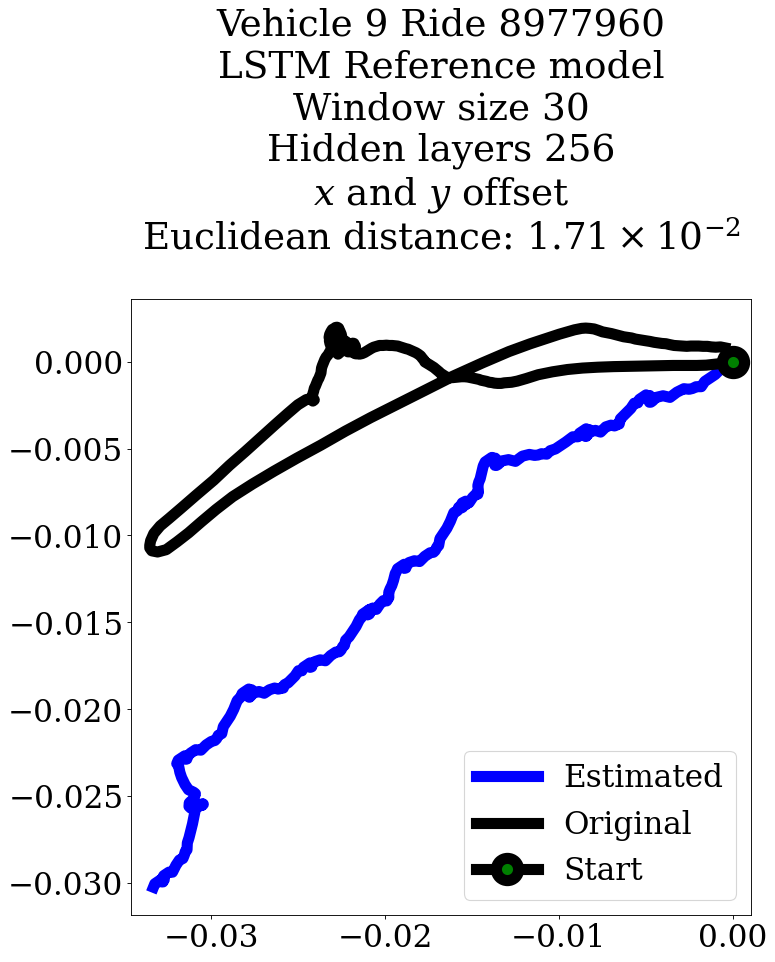 Vehicle 9 Ride 8977960
LSTM Reference model
Window size 30
Hidden layers 256
x and y offset
Euclidean distance: 1.71 × 10⁻²
0.000
−0.005
−0.010
−0.015
−0.020
−0.025
−0.030
Estimated
Original
Start
−0.03 −0.02 −0.01 0.00